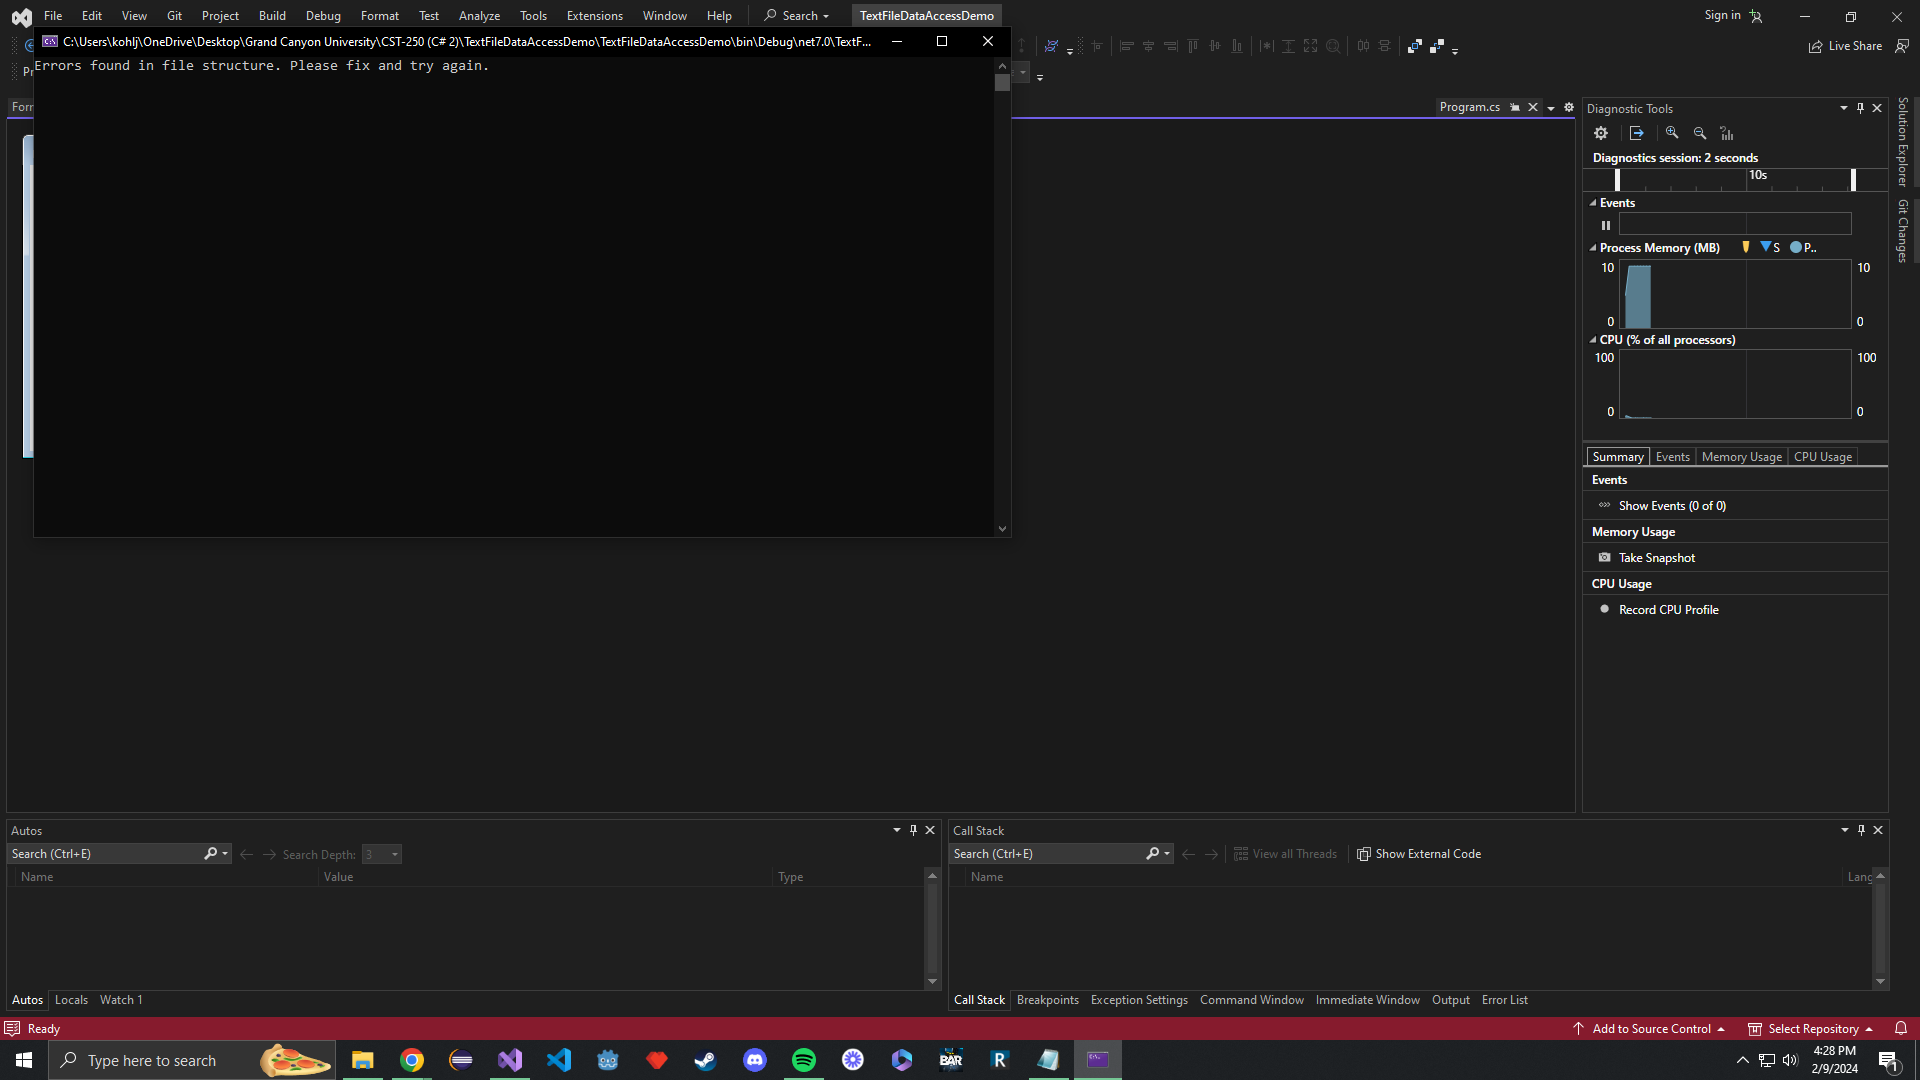 File Edit View Git Project Build Debug Format Test Analyze Tools Extensions Window Help Search TextFileDataAccessDemo Sign in
C:\Users\kohlj\OneDrive\Desktop\Grand Canyon University\CST-250 (C# 2)\TextFileDataAccessDemo\TextFileDataAccessDemo\bin\Debug\net7.0\TextF...
Live Share
Errors found in file structure. Please fix and try again.
Program.cs
Diagnostic Tools
Diagnostics session: 2 seconds
10s
Events
Process Memory (MB) S P..
10 10
0 0
CPU (% of all processors)
100 100
0 0
Summary Events Memory Usage CPU Usage
Events
Show Events (0 of 0)
Memory Usage
Take Snapshot
CPU Usage
Record CPU Profile
Solution Explorer
Git Changes
Autos
Search (Ctrl+E) Search Depth: 3
Name Value Type
Autos Locals Watch 1
Call Stack
Search (Ctrl+E) View all Threads Show External Code
Name Lang
Call Stack Breakpoints Exception Settings Command Window Immediate Window Output Error List
Ready Add to Source Control Select Repository
Type here to search
BAR
R
4:28 PM
2/9/2024
1